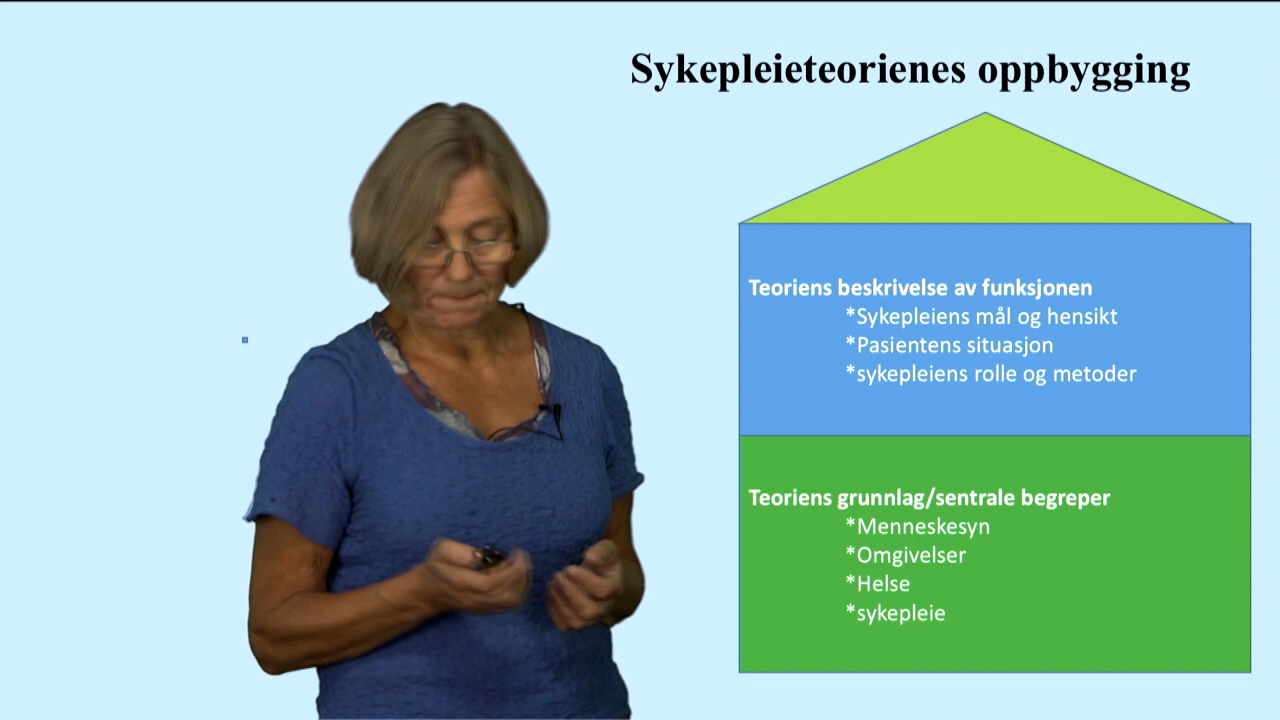 Sykepleieteorienes oppbygging
Teoriens beskrivelse av funksjonen
*Sykepleiens mål og hensikt
*Pasientens situasjon
*sykepleiens rolle og metoder
Teoriens grunnlag/sentrale begreper
*Menneskesyn
*Omgivelser
*Helse
*sykepleie